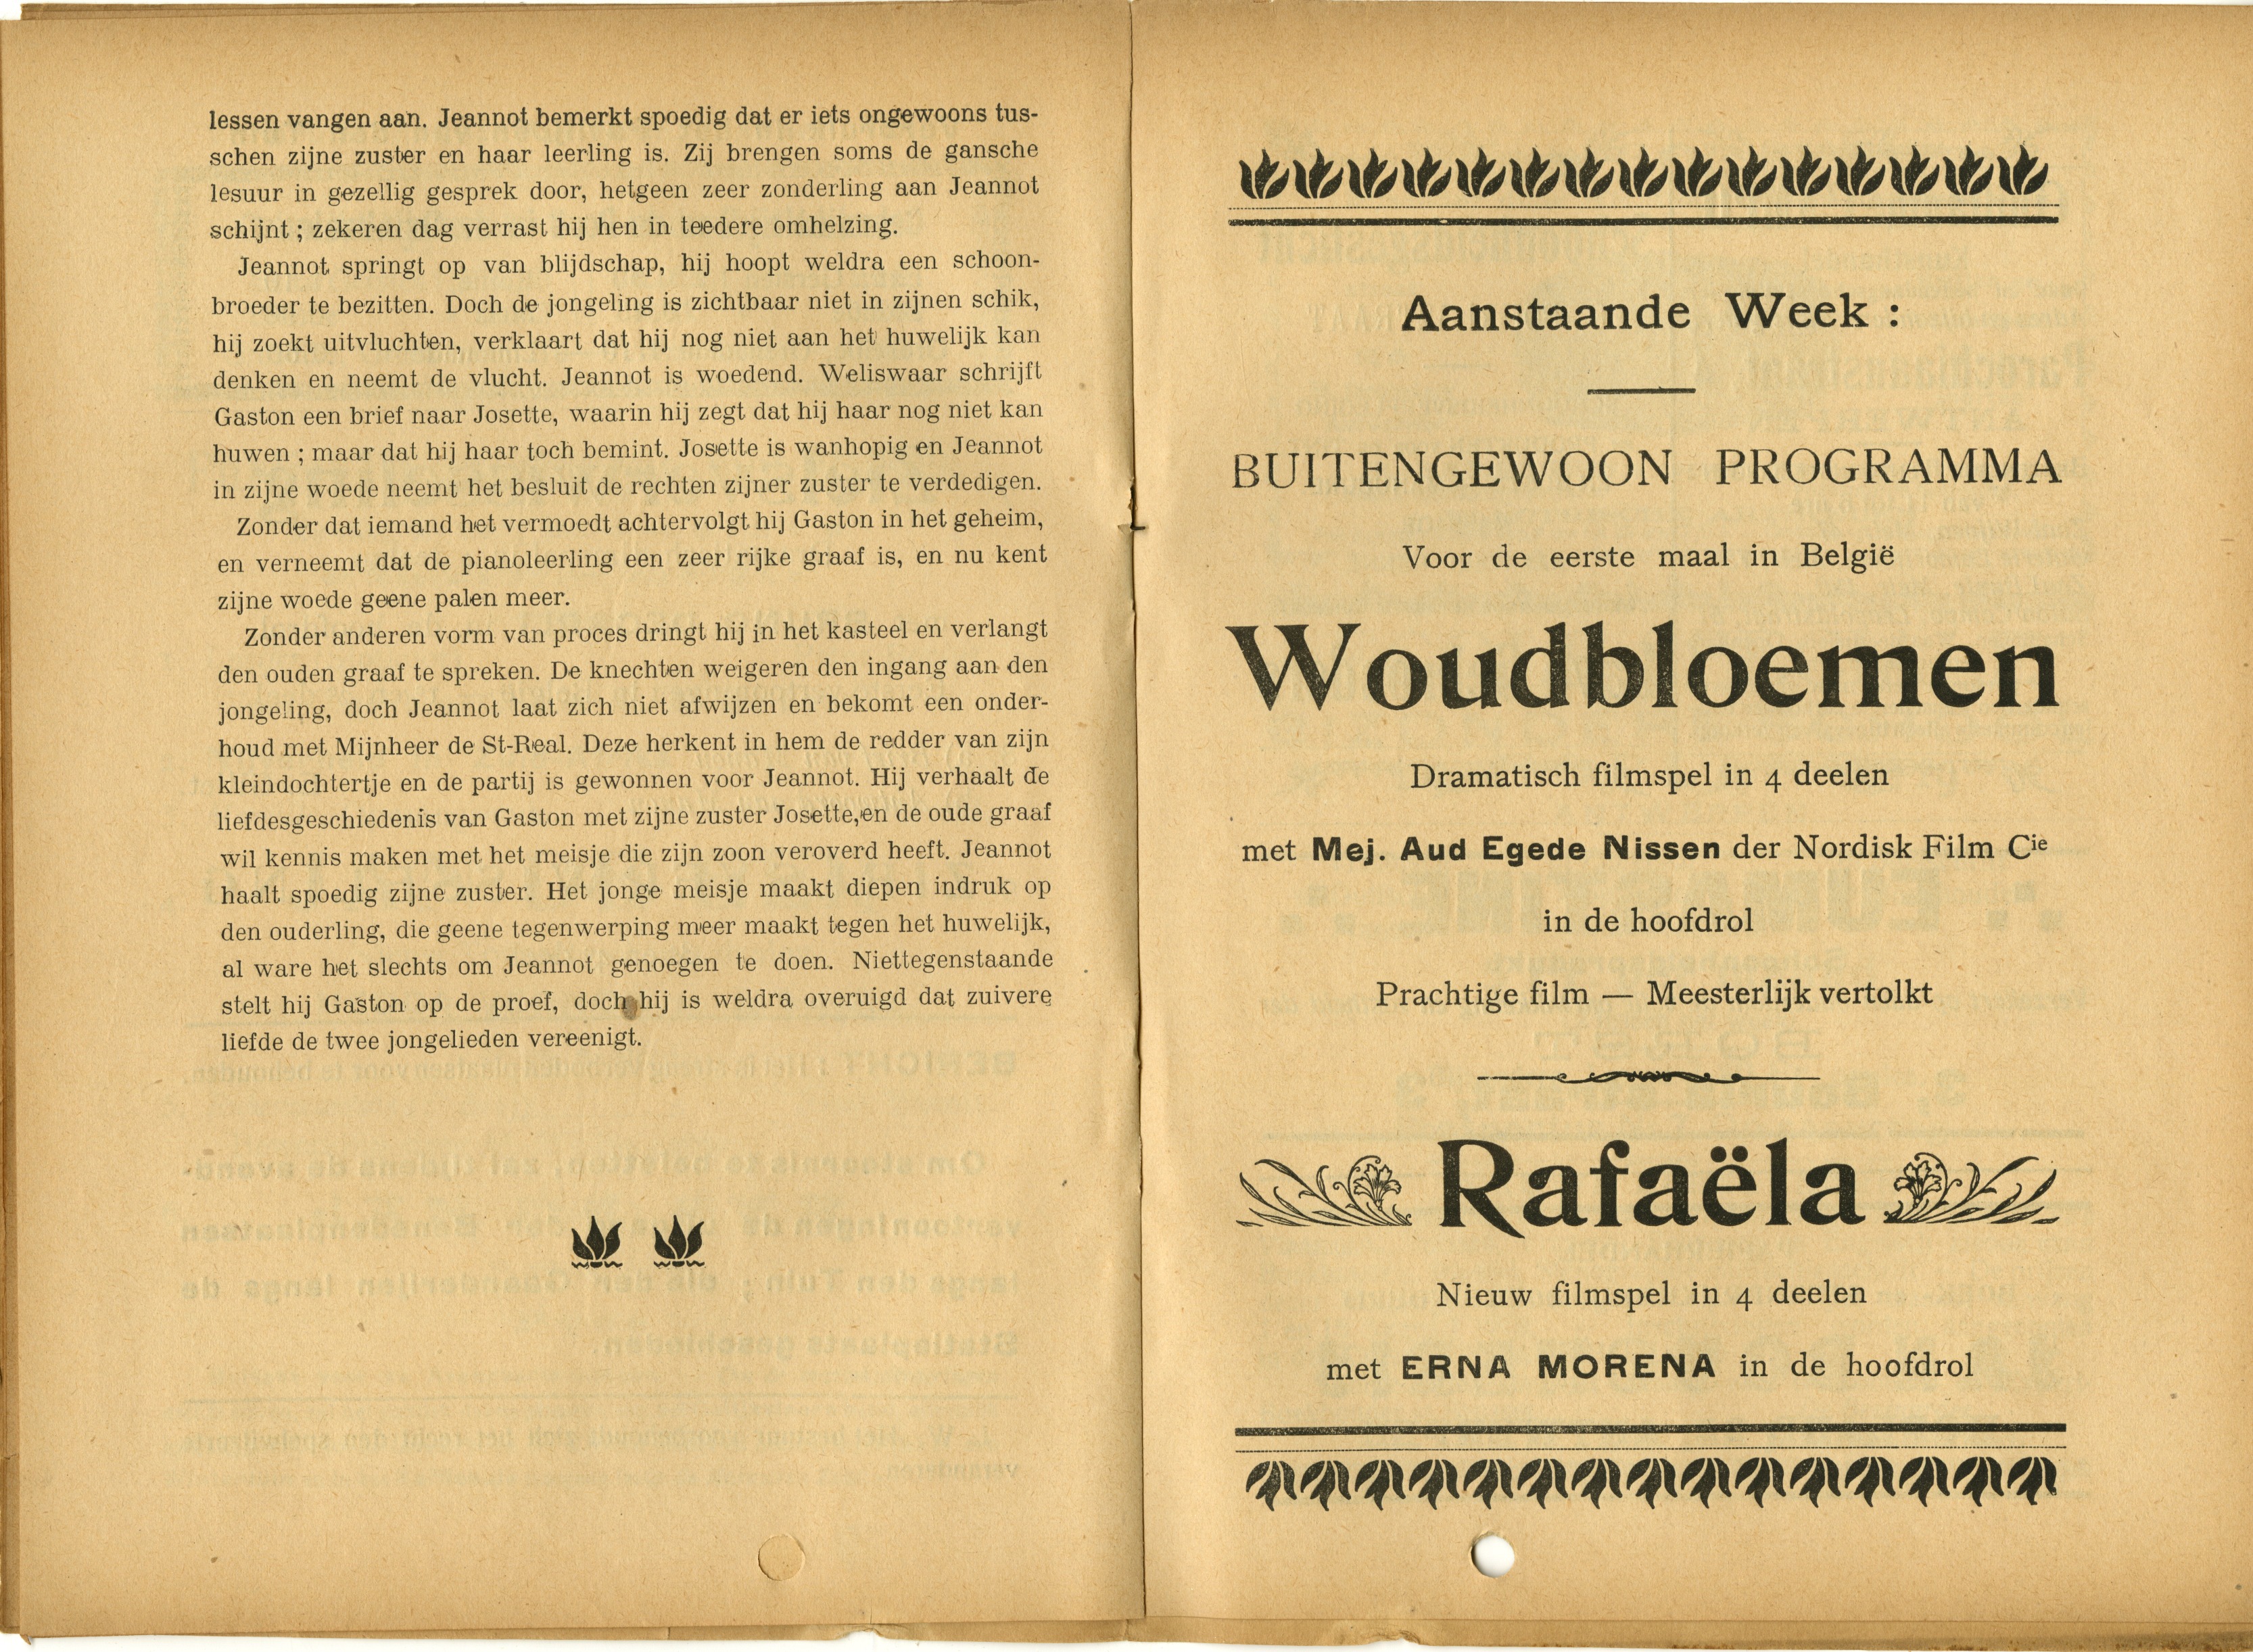 lessen vangen aan. Jeannot bemerkt spoedig dat er iets ongewoons tus-
schen zijne zuster en haar leerling is. Zij brengen soms de gansche
lesuur in gezellig gesprek door, hetgeen zeer zonderling aan Jeannot
schijnt ; zekeren dag verrast hij hen in teedere omhelzing.
Jeannot springt op van blijdschap, hij hoopt weldra een schoon-
broeder te bezitten. Doch de jongeling is zichtbaar niet in zijnen schik,
hij zoekt uitvluchten, verklaart dat hij nog niet aan het huwelijk kan
denken en neemt de vlucht. Jeannot is woedend. Weliswaar schrijft
Gaston een brief naar Josette, waarin hij zegt dat hij haar nog niet kan
huwen ; maar dat hij haar toch bemint. Josette is wanhopig en Jeannot
in zijne woede neemt het besluit de rechten zijner zuster te verdedigen.
Zonder dat iemand het vermoedt achtervolgt hij Gaston in het geheim,
en verneemt dat de pianoleerling een zeer rijke graaf is, en nu kent
zijne woede geene palen meer.
Zonder anderen vorm van proces dringt hij in het kasteel en verlangt
den ouden graaf te spreken. De knechten weigeren den ingang aan den
jongeling, doch Jeannot laat zich niet afwijzen en bekomt een onder-
houd met Mijnheer de St-Real. Deze herkent in hem de redder van zijn
kleindochtertje en de partij is gewonnen voor Jeannot. Hij verhaalt de
liefdesgeschiedenis van Gaston met zijne zuster Josette, en de oude graaf
wil kennis maken met het meisje die zijn zoon veroverd heeft. Jeannot
haalt spoedig zijne zuster. Het jonge meisje maakt diepen indruk op
den ouderling, die geene tegenwerping meer maakt tegen het huwelijk,
al ware het slechts om Jeannot genoegen te doen. Niettegenstaande
stelt hij Gaston op de proef, doch hij is weldra overuigd dat zuivere
liefde de twee jongelieden vereenigt.
Aanstaande Week :
BUITENGEWOON PROGRAMMA
Voor de eerste maal in België
Woudbloemen
Dramatisch filmspel in 4 deelen
met Mej. Aud Egede Nissen der Nordisk Film Cie
in de hoofdrol
Prachtige film — Meesterlijk vertolkt
Rafaëla
Nieuw filmspel in 4 deelen
met ERNA MORENA in de hoofdrol